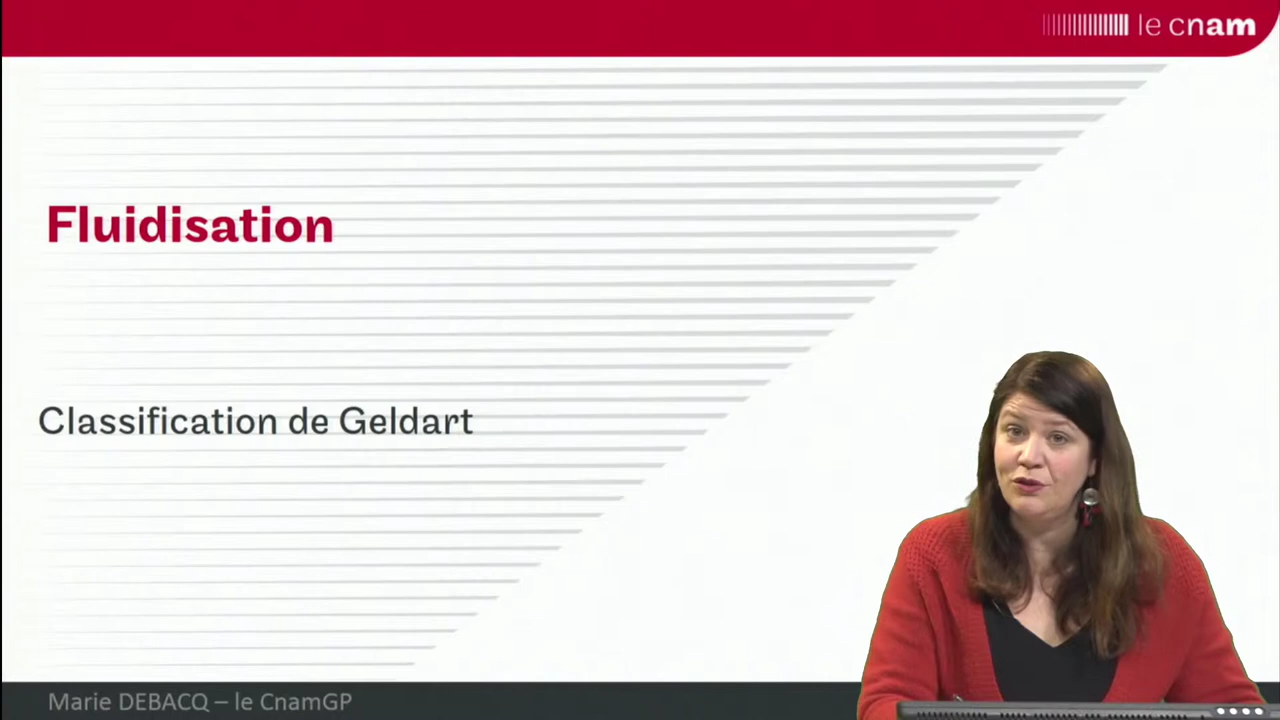 le cnam
Fluidisation
Classification de Geldart
Marie DEBACQ – le CnamGP